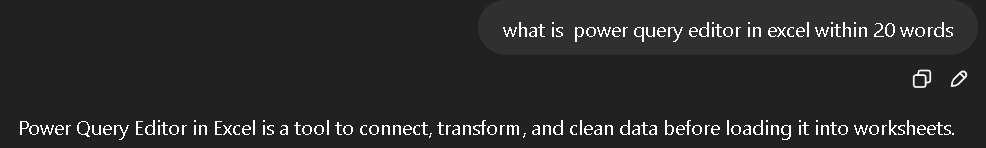 what is  power query editor in excel within 20 words
Power Query Editor in Excel is a tool to connect, transform, and clean data before loading it into worksheets.